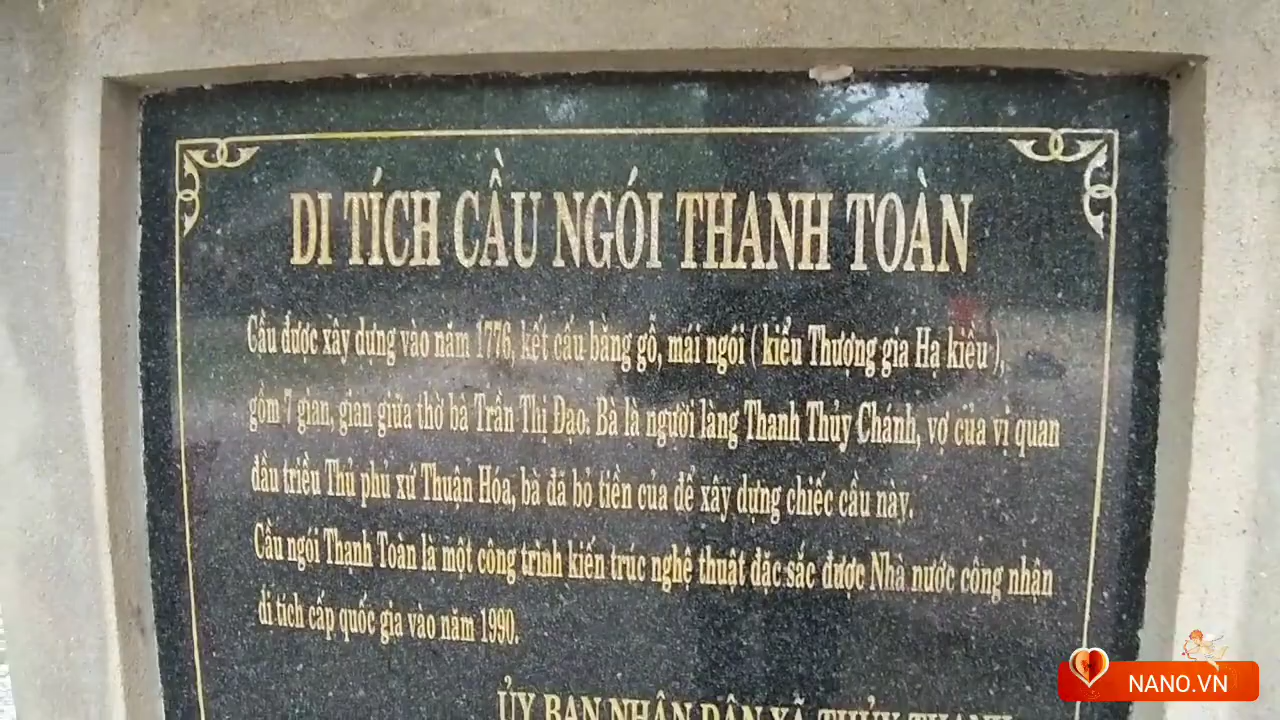 DI TÍCH CẦU NGÓI THANH TOÀN
Cầu được xây dựng vào năm 1776, kết cấu bằng gỗ, mái ngói ( kiểu Thượng gia Hạ kiều ),
gồm 7 gian, gian giữa thờ bà Trần Thị Đạo. Bà là người làng Thanh Thủy Chánh, vợ của vị quan
đầu triều Thủ phủ xứ Thuận Hóa, bà đã bỏ tiền của để xây dựng chiếc cầu này.
Cầu ngói Thanh Toàn là một công trình kiến trúc nghệ thuật đặc sắc được Nhà nước công nhận
di tích cấp quốc gia vào năm 1990.
ỦY BAN NHÂN DÂN XÃ THỦY THANH
NANO.VN